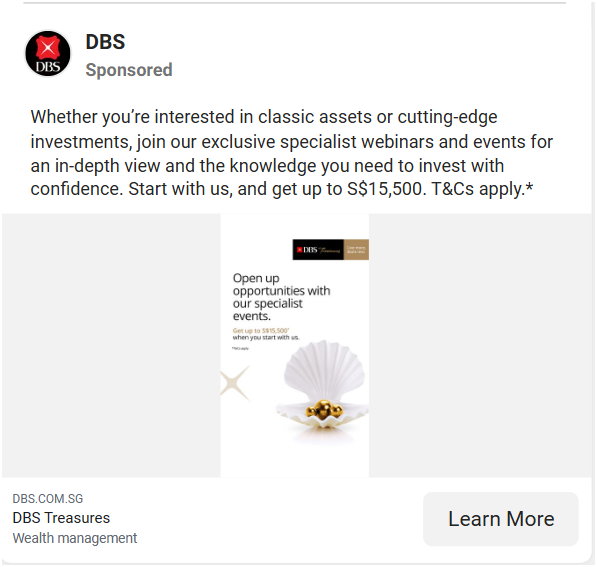 DBS
DBS
Sponsored
Whether you’re interested in classic assets or cutting-edge
investments, join our exclusive specialist webinars and events for
an in-depth view and the knowledge you need to invest with
confidence. Start with us, and get up to S$15,500. T&Cs apply.*
DBS Treasures
Open up
opportunities with
our specialist
events.
Get up to S$15,500*
when you start with us.
DBS.COM.SG
DBS Treasures
Wealth management
Learn More